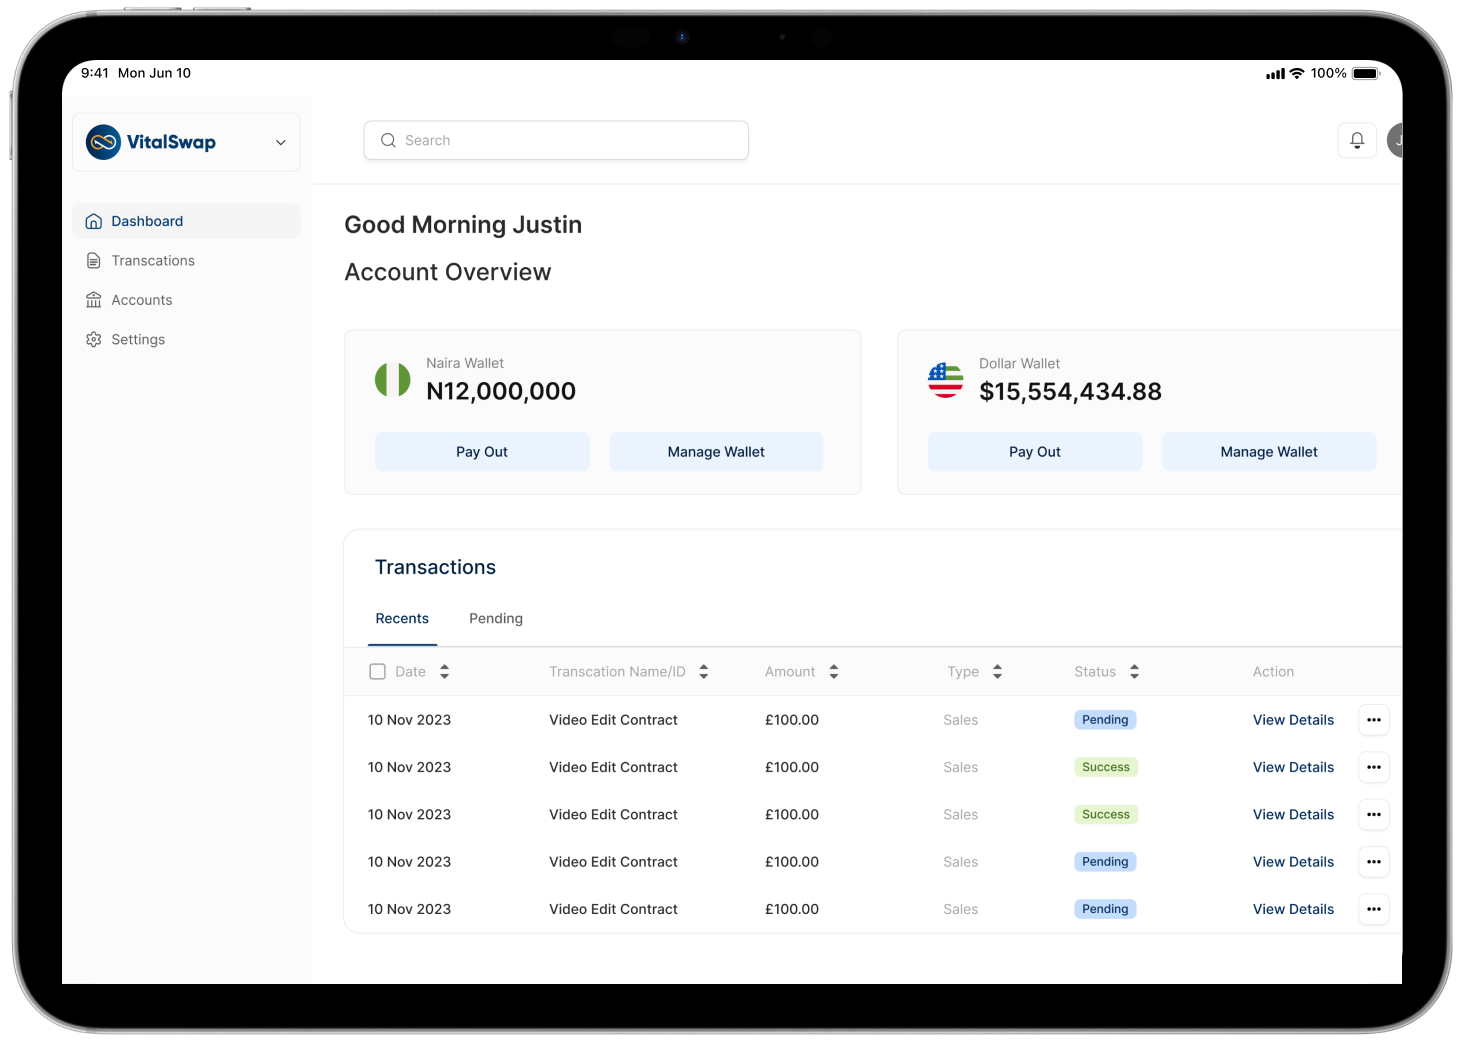 9:41 Mon Jun 10 100%
VitalSwap
Search
J
Dashboard
Transcations
Accounts
Settings
Good Morning Justin
Account Overview
Naira Wallet
N12,000,000
Pay Out Manage Wallet
Dollar Wallet
$15,554,434.88
Pay Out Manage Wallet
Transactions
Recents Pending
Date Transcation Name/ID Amount Type Status Action
10 Nov 2023 Video Edit Contract £100.00 Sales Pending View Details
10 Nov 2023 Video Edit Contract £100.00 Sales Success View Details
10 Nov 2023 Video Edit Contract £100.00 Sales Success View Details
10 Nov 2023 Video Edit Contract £100.00 Sales Pending View Details
10 Nov 2023 Video Edit Contract £100.00 Sales Pending View Details